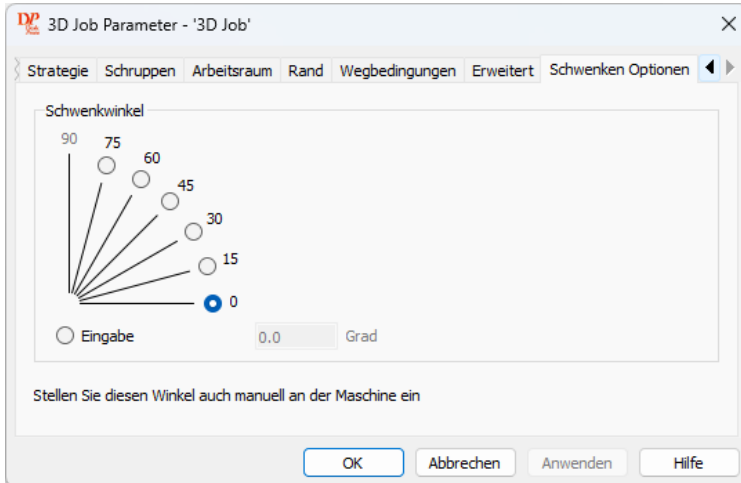 3D Job Parameter - '3D Job'
Strategie Schruppen Arbeitsraum Rand Wegbedingungen Erweitert Schwenken Optionen
Schwenkwinkel
90
75
60
45
30
15
0
Eingabe 0.0 Grad
Stellen Sie diesen Winkel auch manuell an der Maschine ein
OK Abbrechen Anwenden Hilfe